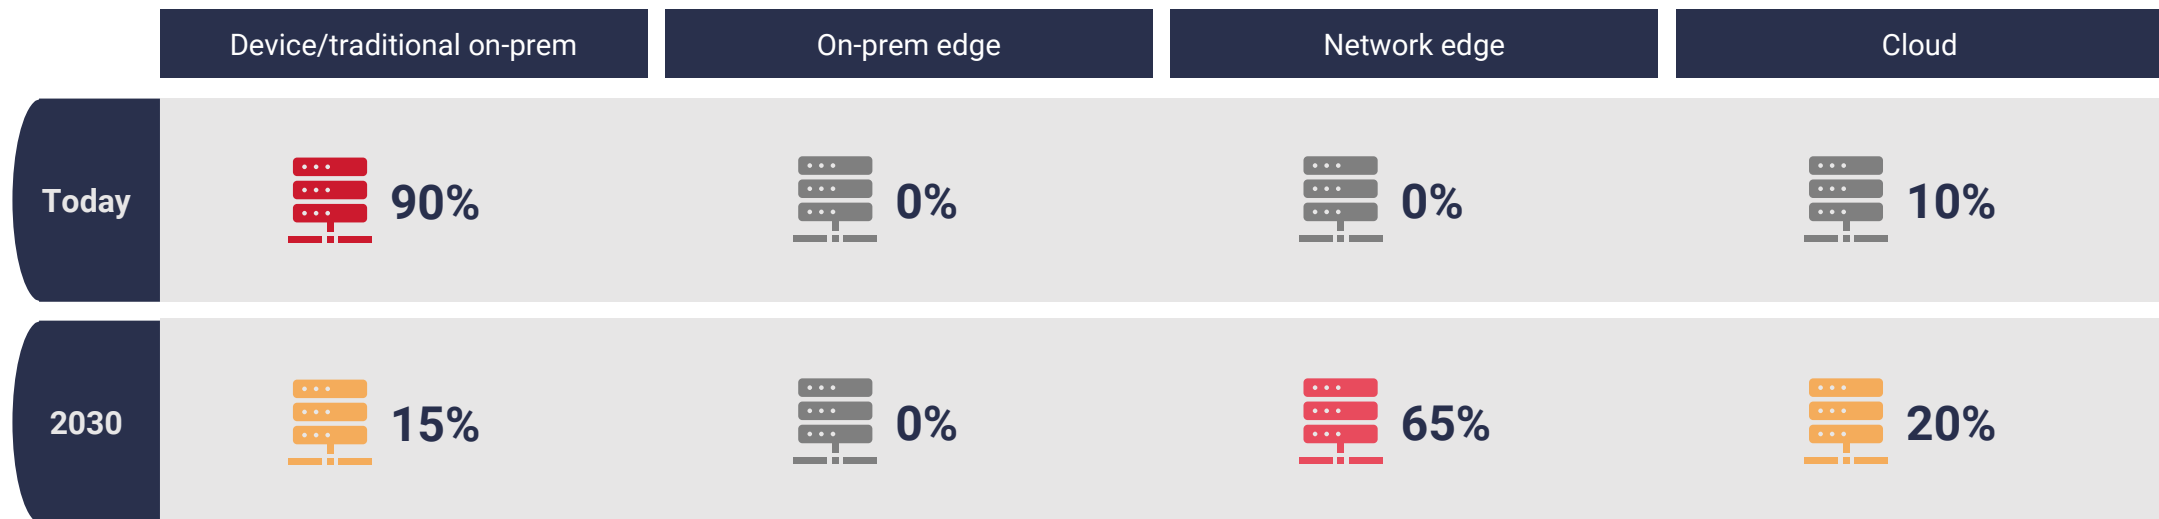 Device/traditional on-prem
On-prem edge
Network edge
Cloud
Today
90%
0%
0%
10%
2030
15%
0%
65%
20%